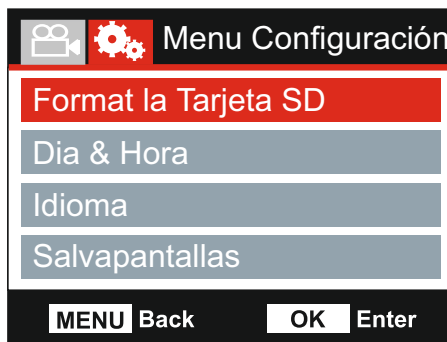 Menu Configuración
Format la Tarjeta SD
Dia & Hora
Idioma
Salvapantallas
MENU Back OK Enter